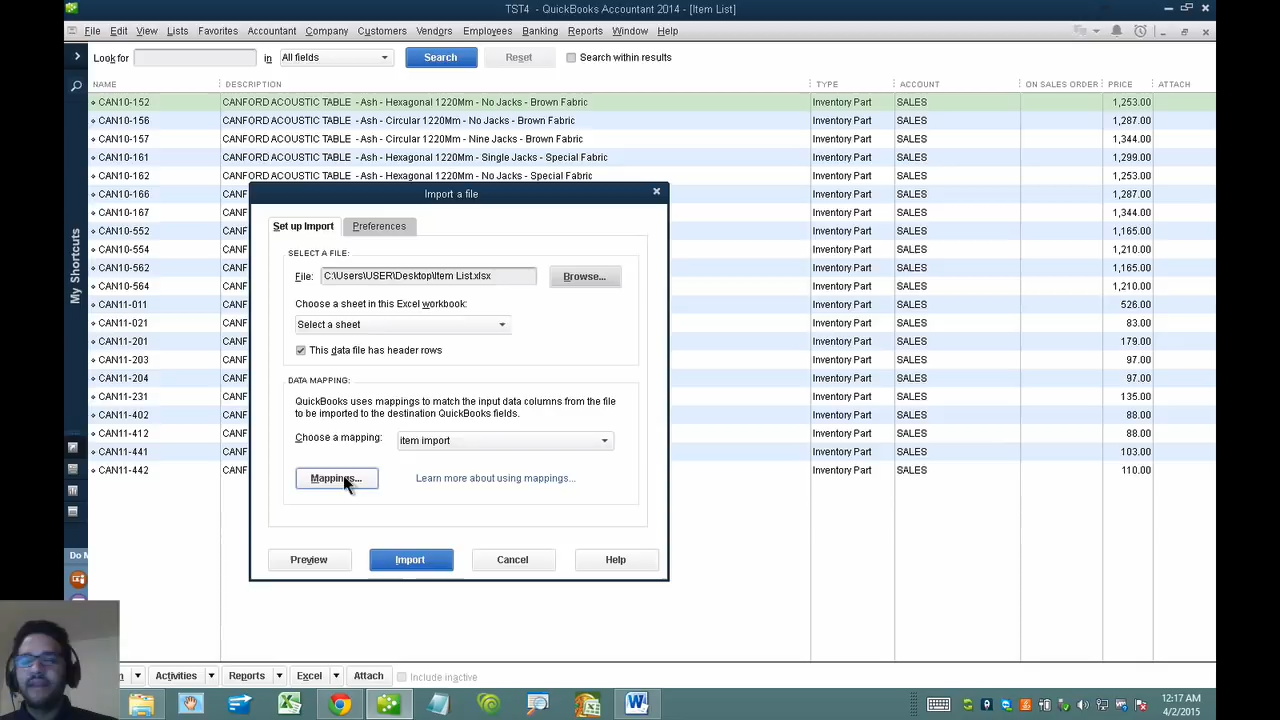 TST4 - QuickBooks Accountant 2014 - [Item List]
File Edit View Lists Favorites Accountant Company Customers Vendors Employees Banking Reports Window Help
Look for in All fields Search Reset Search within results
NAME DESCRIPTION TYPE ACCOUNT ON SALES ORDER PRICE ATTACH
CAN10-152 CANFORD ACOUSTIC TABLE - Ash - Hexagonal 1220Mm - No Jacks - Brown Fabric Inventory Part SALES 1,253.00
CAN10-156 CANFORD ACOUSTIC TABLE - Ash - Circular 1220Mm - No Jacks - Brown Fabric Inventory Part SALES 1,287.00
CAN10-157 CANFORD ACOUSTIC TABLE - Ash - Circular 1220Mm - Nine Jacks - Brown Fabric Inventory Part SALES 1,344.00
CAN10-161 CANFORD ACOUSTIC TABLE - Ash - Hexagonal 1220Mm - Single Jacks - Special Fabric Inventory Part SALES 1,299.00
CAN10-162 CANFORD ACOUSTIC TABLE - Ash - Hexagonal 1220Mm - No Jacks - Special Fabric Inventory Part SALES 1,253.00
CAN10-166 CANF Inventory Part SALES 1,287.00
CAN10-167 CANF Inventory Part SALES 1,344.00
CAN10-552 CANF Inventory Part SALES 1,165.00
CAN10-554 CANF Inventory Part SALES 1,210.00
CAN10-562 CANF Inventory Part SALES 1,165.00
CAN10-564 CANF Inventory Part SALES 1,210.00
CAN11-011 CANF Inventory Part SALES 526.00
CAN11-021 CANF Inventory Part SALES 83.00
CAN11-201 CANF Inventory Part SALES 179.00
CAN11-203 CANF Inventory Part SALES 97.00
CAN11-204 CANF Inventory Part SALES 97.00
CAN11-231 CANF Inventory Part SALES 135.00
CAN11-402 CANF Inventory Part SALES 88.00
CAN11-412 CANF Inventory Part SALES 88.00
CAN11-441 CANF Inventory Part SALES 103.00
CAN11-442 CANF Inventory Part SALES 110.00
My Shortcuts
Do M
Import a file
Set up Import Preferences
SELECT A FILE:
File: C:\Users\USER\Desktop\Item List.xlsx Browse...
Choose a sheet in this Excel workbook:
Select a sheet
This data file has header rows
DATA MAPPING:
QuickBooks uses mappings to match the input data columns from the file
to be imported to the destination QuickBooks fields.
Choose a mapping: item import
Mappings... Learn more about using mappings...
Preview Import Cancel Help
Activities Reports Excel Attach Include inactive
12:17 AM
4/2/2015